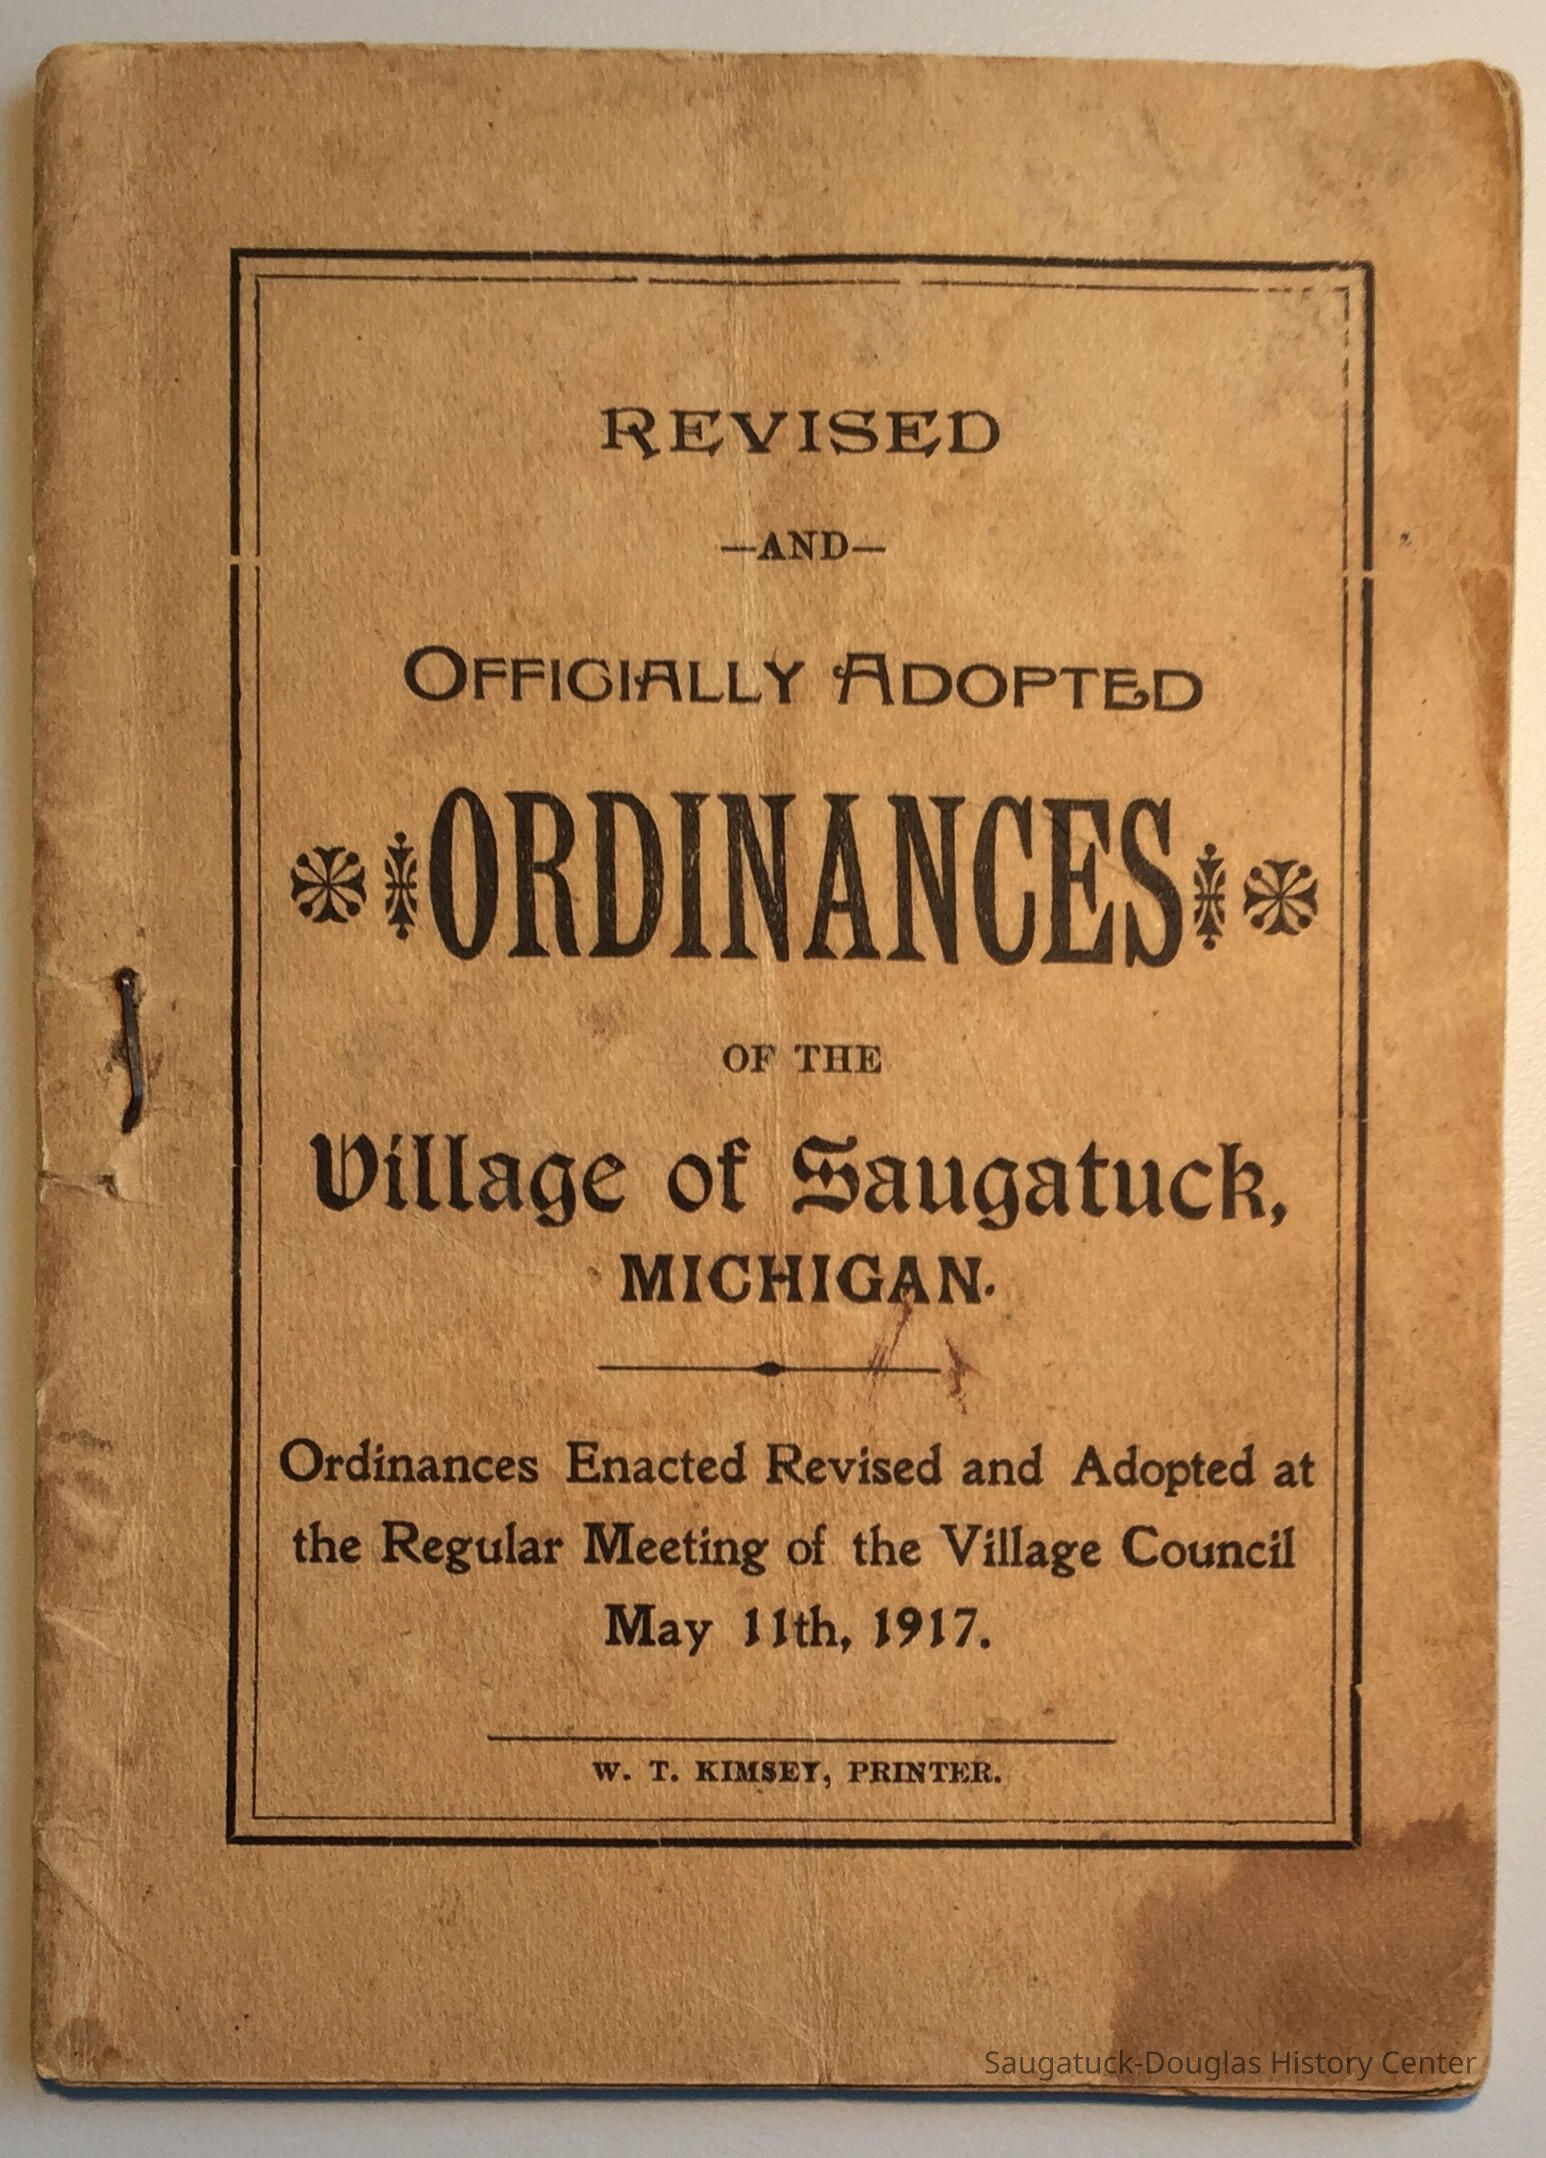 REVISED
—AND—
OFFICIALLY ADOPTED
ORDINANCES
OF THE
Village of Saugatuck,
MICHIGAN.
Ordinances Enacted Revised and Adopted at
the Regular Meeting of the Village Council
May 11th, 1917.
W. T. KIMSEY, PRINTER.
Saugatuck-Douglas History Center